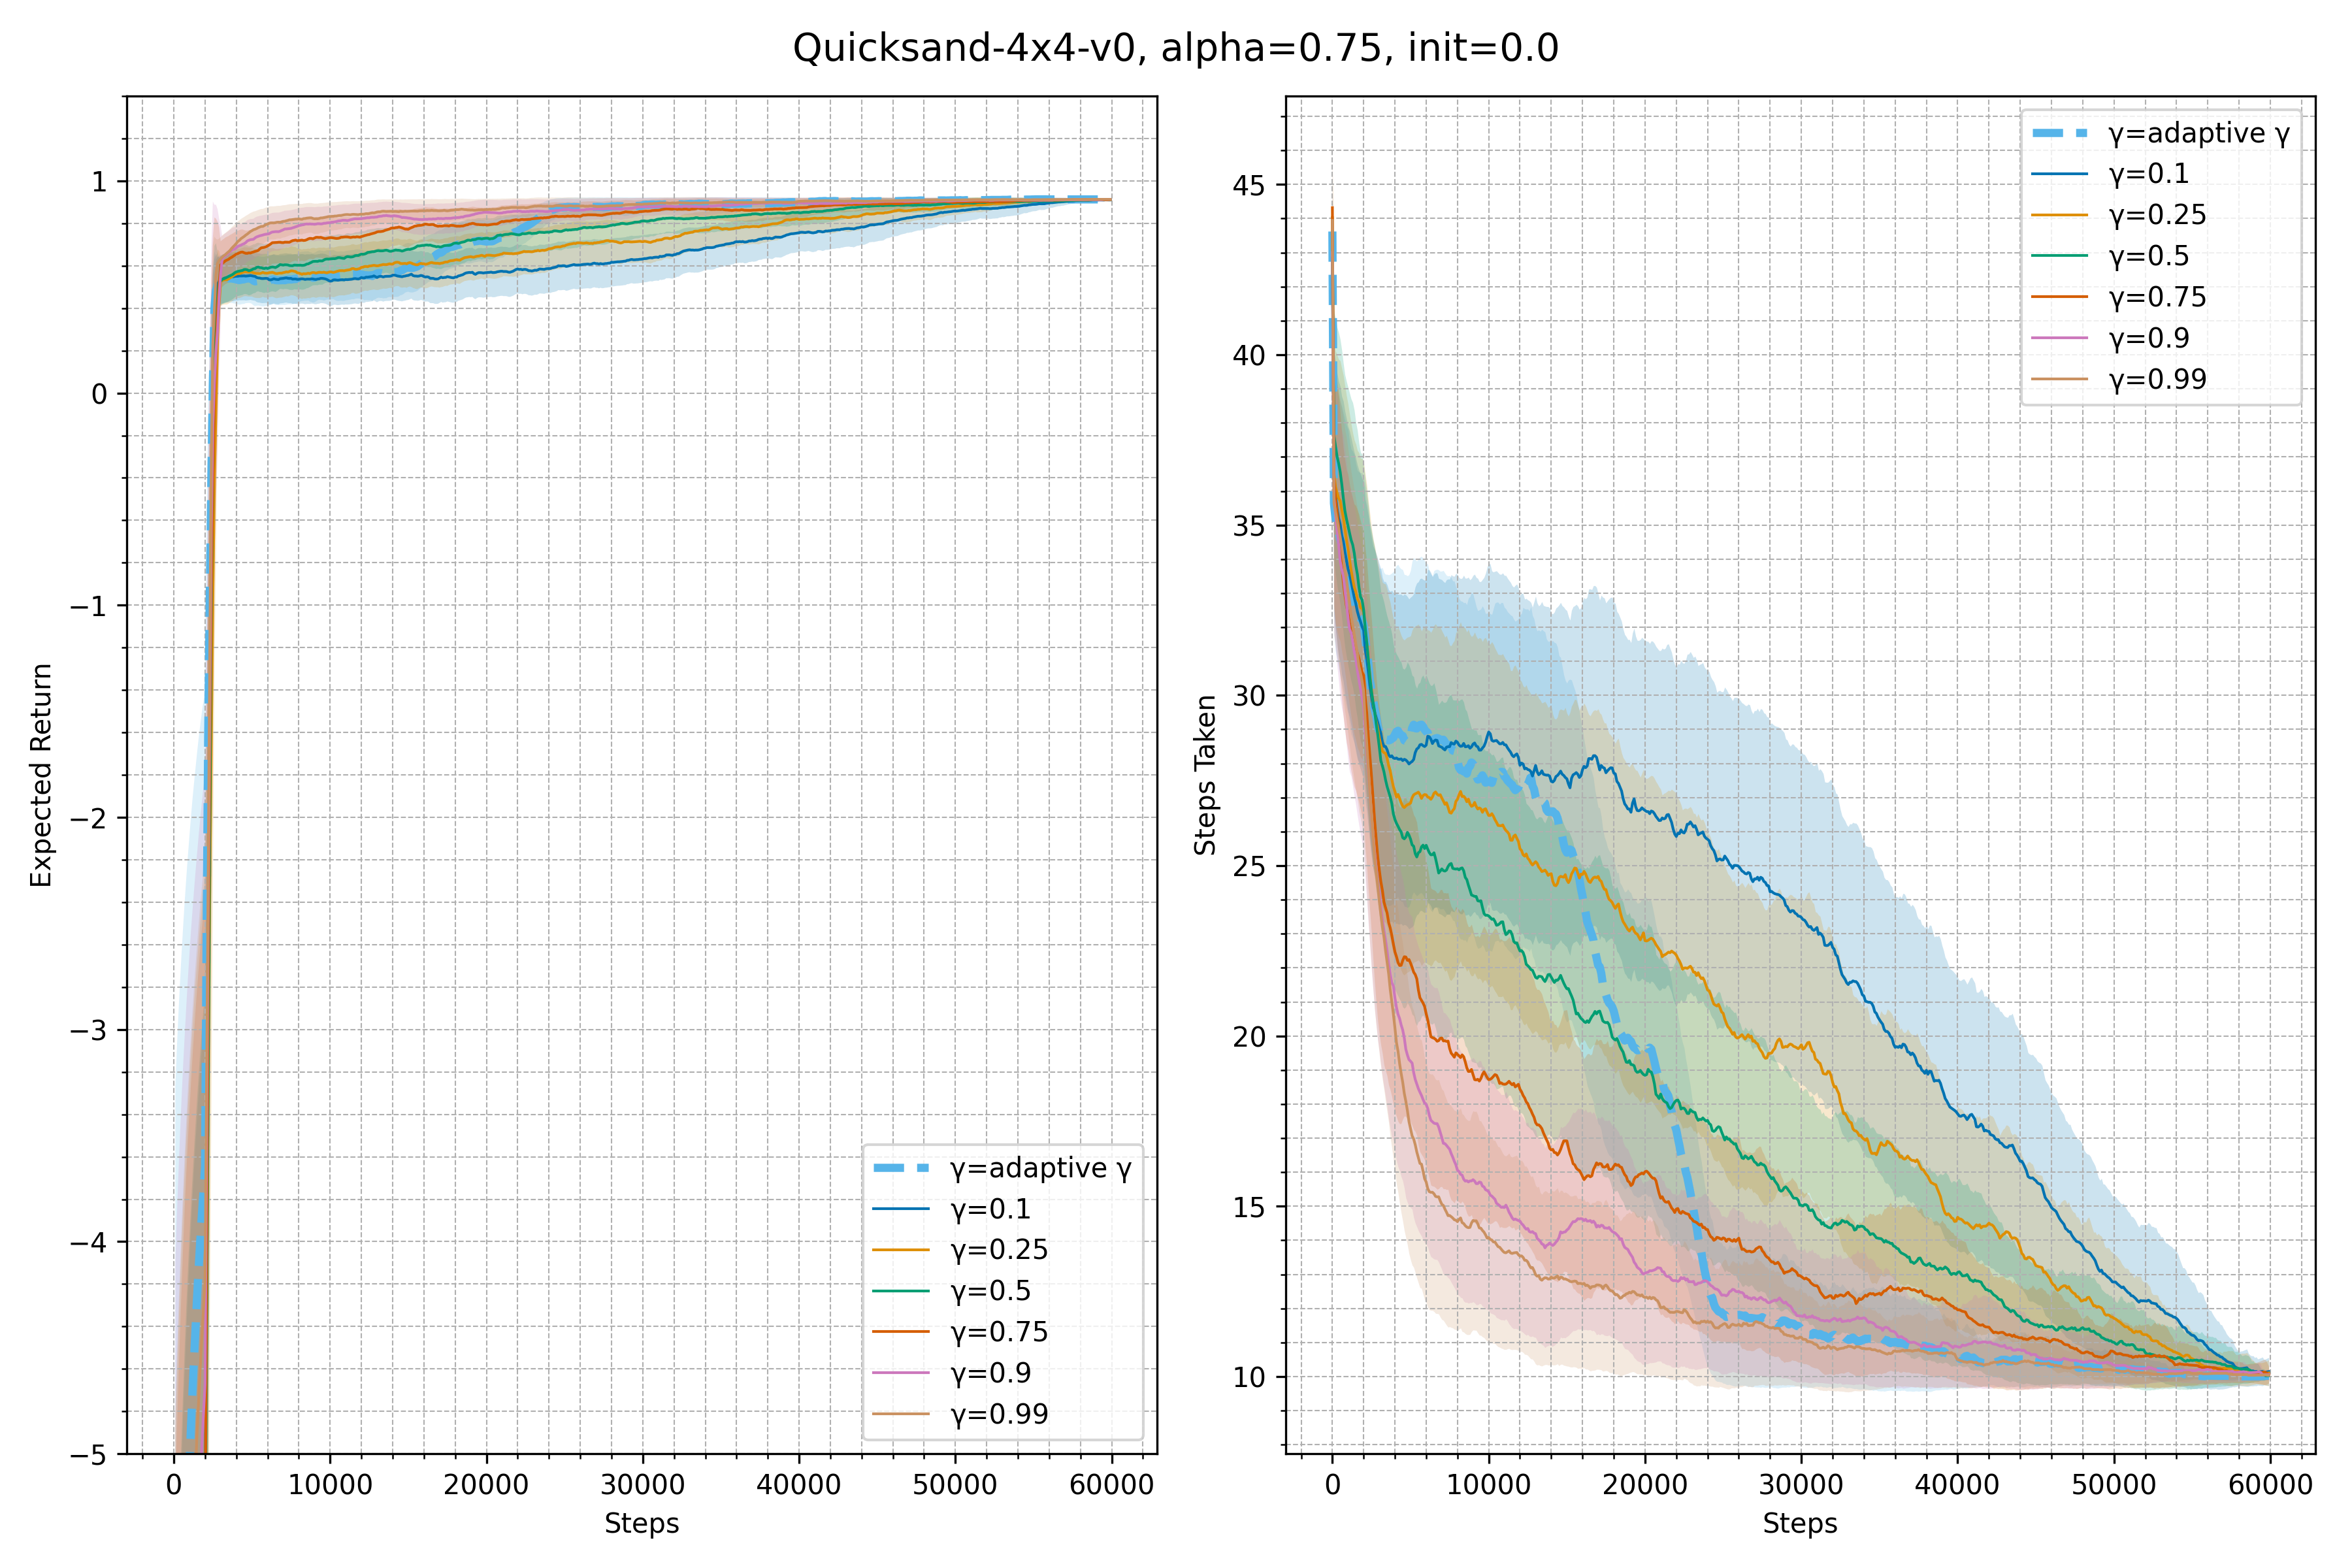 Quicksand-4x4-v0, alpha=0.75, init=0.0
Expected Return
1
0
−1
−2
−3
−4
−5
0 10000 20000 30000 40000 50000 60000
Steps
γ=adaptive γ
γ=0.1
γ=0.25
γ=0.5
γ=0.75
γ=0.9
γ=0.99
Steps Taken
45
40
35
30
25
20
15
10
0 10000 20000 30000 40000 50000 60000
Steps
γ=adaptive γ
γ=0.1
γ=0.25
γ=0.5
γ=0.75
γ=0.9
γ=0.99